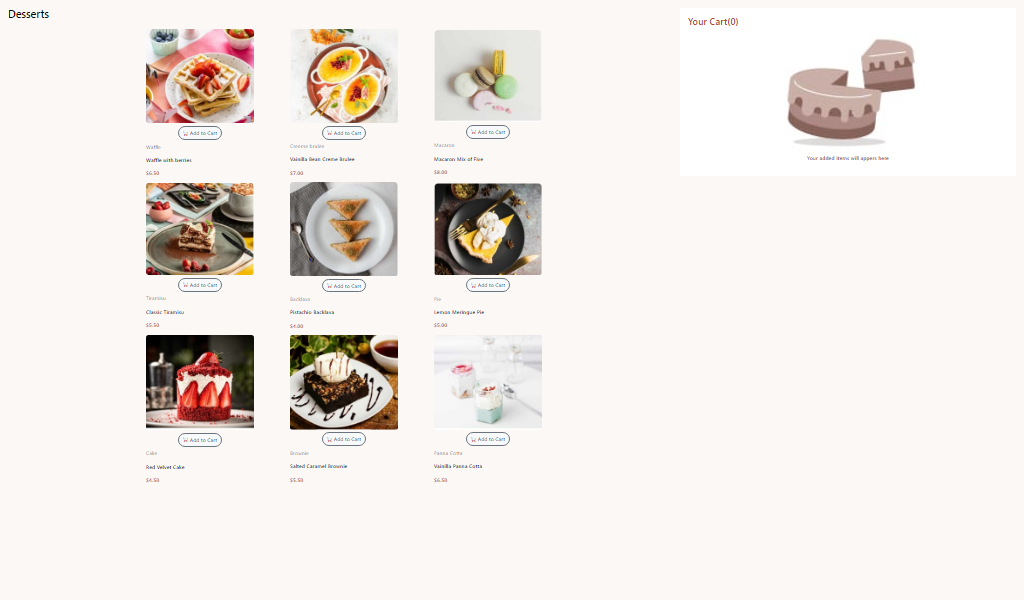 Desserts
Your Cart(0)
Your added items will appers here
Add to Cart
Waffle
Waffle with berries
$6.50
Add to Cart
Creeme brulee
Vainilla Bean Creme Brulee
$7.00
Add to Cart
Macaron
Macaron Mix of Five
$8.00
Add to Cart
Tiramisu
Classic Tiramisu
$5.50
Add to Cart
Backlava
Pistachio Backlava
$4.00
Add to Cart
Pie
Lemon Meringue Pie
$5.00
Add to Cart
Cake
Red Velvet Cake
$4.50
Add to Cart
Brownie
Salted Caramel Brownie
$5.50
Add to Cart
Panna Cotta
Vainilla Panna Cotta
$6.50